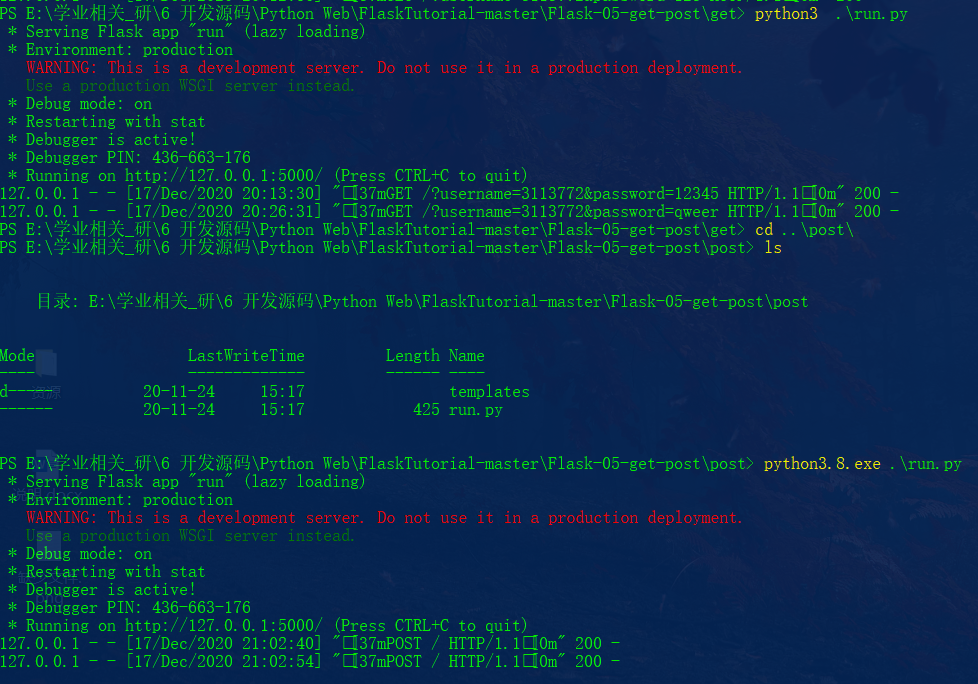 PS E:\学业相关_研\6 开发源码\Python Web\FlaskTutorial-master\Flask-05-get-post\get> python3 .\run.py
* Serving Flask app "run" (lazy loading)
* Environment: production
WARNING: This is a development server. Do not use it in a production deployment.
Use a production WSGI server instead.
* Debug mode: on
* Restarting with stat
* Debugger is active!
* Debugger PIN: 436-663-176
* Running on http://127.0.0.1:5000/ (Press CTRL+C to quit)
127.0.0.1 - - [17/Dec/2020 20:13:30] "□[37mGET /?username=3113772&password=12345 HTTP/1.1□[0m" 200 -
127.0.0.1 - - [17/Dec/2020 20:26:31] "□[37mGET /?username=3113772&password=qweer HTTP/1.1□[0m" 200 -
PS E:\学业相关_研\6 开发源码\Python Web\FlaskTutorial-master\Flask-05-get-post\get> cd ..\post\
PS E:\学业相关_研\6 开发源码\Python Web\FlaskTutorial-master\Flask-05-get-post\post> ls
目录: E:\学业相关_研\6 开发源码\Python Web\FlaskTutorial-master\Flask-05-get-post\post
Mode LastWriteTime Length Name
---- ------------- ------ ----
d----- 20-11-24 15:17 templates
------ 20-11-24 15:17 425 run.py
PS E:\学业相关_研\6 开发源码\Python Web\FlaskTutorial-master\Flask-05-get-post\post> python3.8.exe .\run.py
* Serving Flask app "run" (lazy loading)
* Environment: production
WARNING: This is a development server. Do not use it in a production deployment.
Use a production WSGI server instead.
* Debug mode: on
* Restarting with stat
* Debugger is active!
* Debugger PIN: 436-663-176
* Running on http://127.0.0.1:5000/ (Press CTRL+C to quit)
127.0.0.1 - - [17/Dec/2020 21:02:40] "□[37mPOST / HTTP/1.1□[0m" 200 -
127.0.0.1 - - [17/Dec/2020 21:02:54] "□[37mPOST / HTTP/1.1□[0m" 200 -